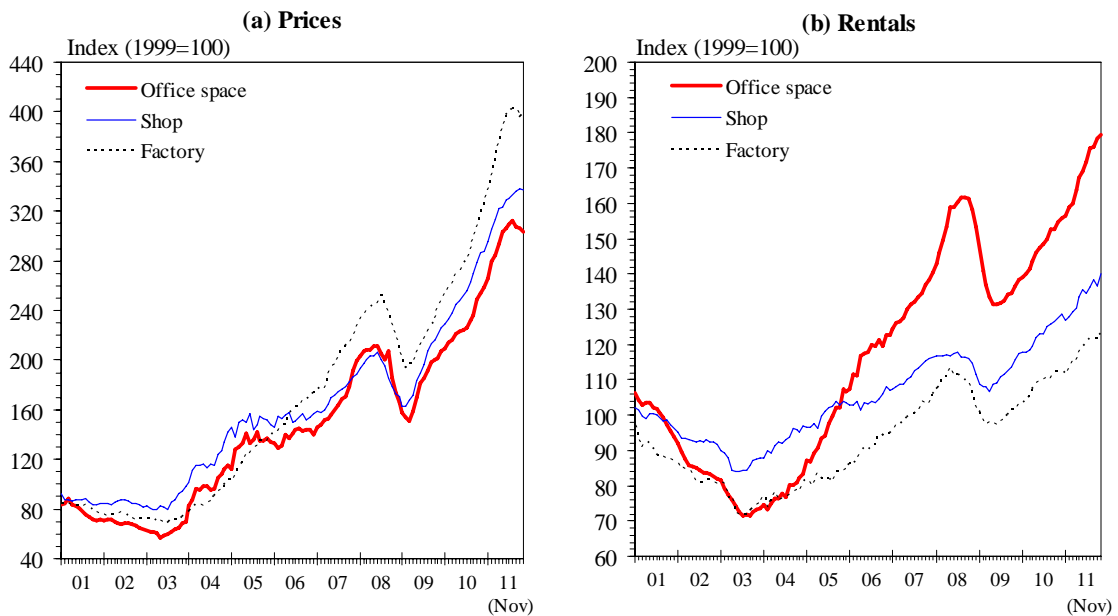 (a) Prices
Index (1999=100)
440
400
360
320
280
240
200
160
120
80
40
Office space
Shop
Factory
01 02 03 04 05 06 07 08 09 10 11
(Nov)
(b) Rentals
Index (1999=100)
200
190
180
170
160
150
140
130
120
110
100
90
80
70
60
Office space
Shop
Factory
01 02 03 04 05 06 07 08 09 10 11
(Nov)